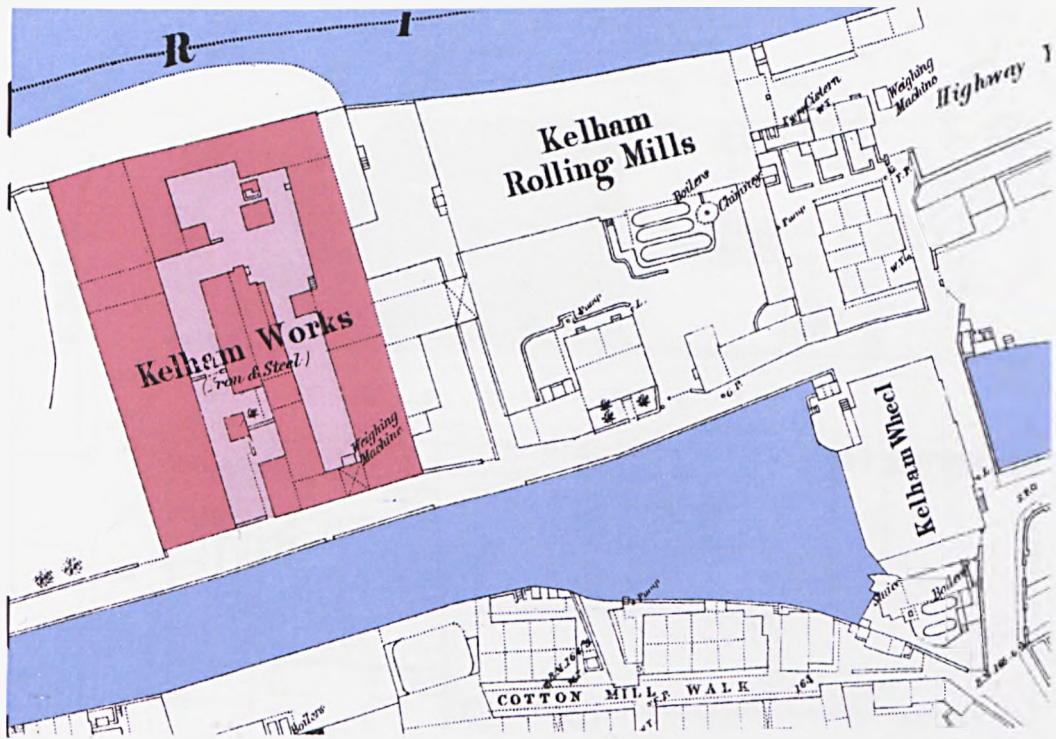 R I
Kelham
Rolling Mills
Cistern
W.T.
Weighing
Machine
Highway Y
F.P.
Boilers
Chimney
Pump
W.T.
Pump
L.
Kelham Works
(Iron & Steel)
Weighing
Machine
G.P.
Kelham Wheel
L.
Sluice
Boilers
Pump
COTTON MILL WALK
Boilers